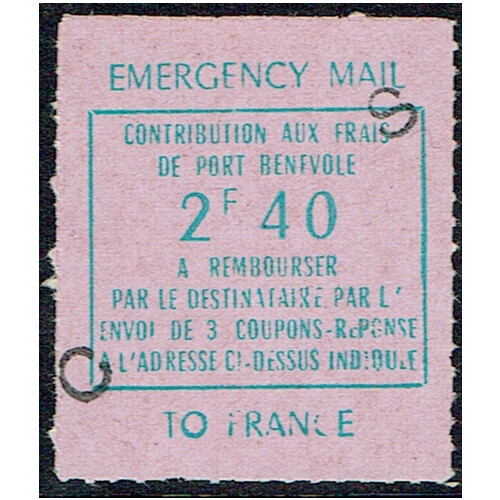 EMERGENCY MAIL
S
CONTRIBUTION AUX FRAIS
DE PORT BENEVOLE
2F 40
A REMBOURSER
PAR LE DESTINATAIRE PAR L'
ENVOI DE 3 COUPONS-REPONSE
A L'ADRESSE CI-DESSUS INDIQUEE
C
TO FRANCE